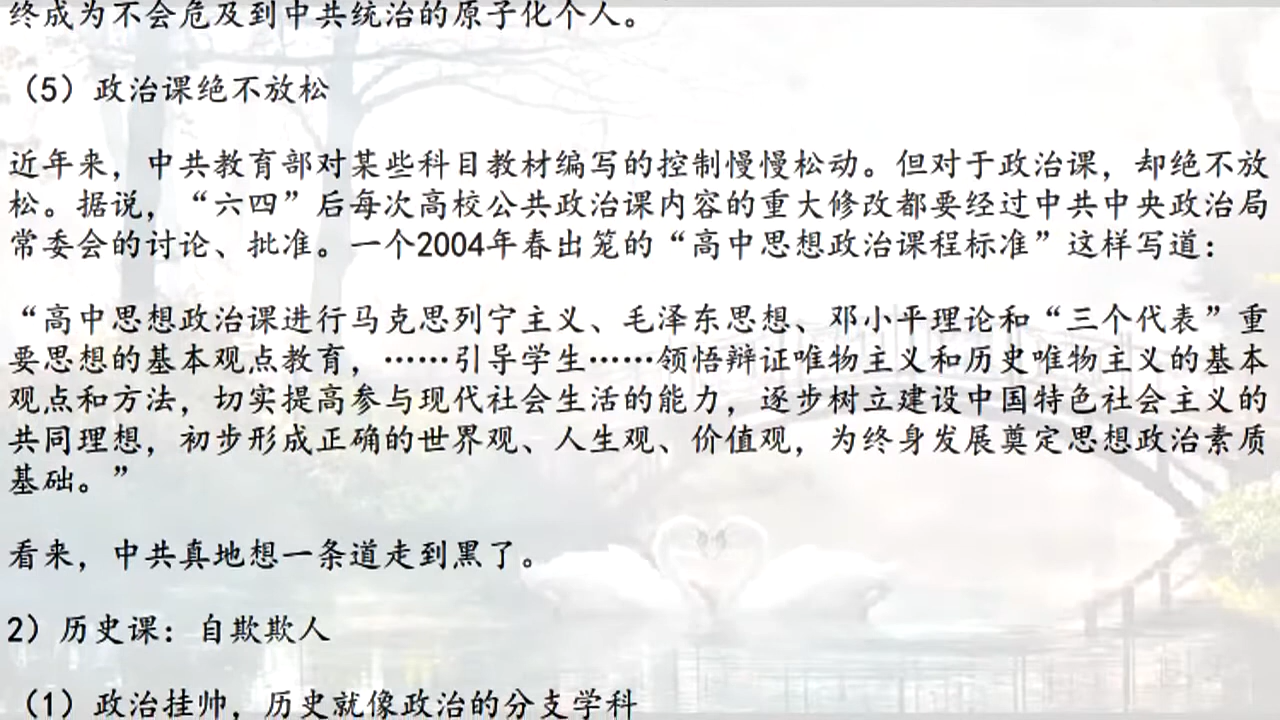 终成为不会危及到中共统治的原子化个人。
（5）政治课绝不放松
近年来，中共教育部对某些科目教材编写的控制慢慢松动。但对于政治课，却绝不放
松。据说，“六四”后每次高校公共政治课内容的重大修改都要经过中共中央政治局
常委会的讨论、批准。一个2004年春出笼的“高中思想政治课程标准”这样写道：
“高中思想政治课进行马克思列宁主义、毛泽东思想、邓小平理论和“三个代表”重
要思想的基本观点教育，……引导学生……领悟辩证唯物主义和历史唯物主义的基本
观点和方法，切实提高参与现代社会生活的能力，逐步树立建设中国特色社会主义的
共同理想，初步形成正确的世界观、人生观、价值观，为终身发展奠定思想政治素质
基础。”
看来，中共真地想一条道走到黑了。
2）历史课：自欺欺人
（1）政治挂帅，历史就像政治的分支学科